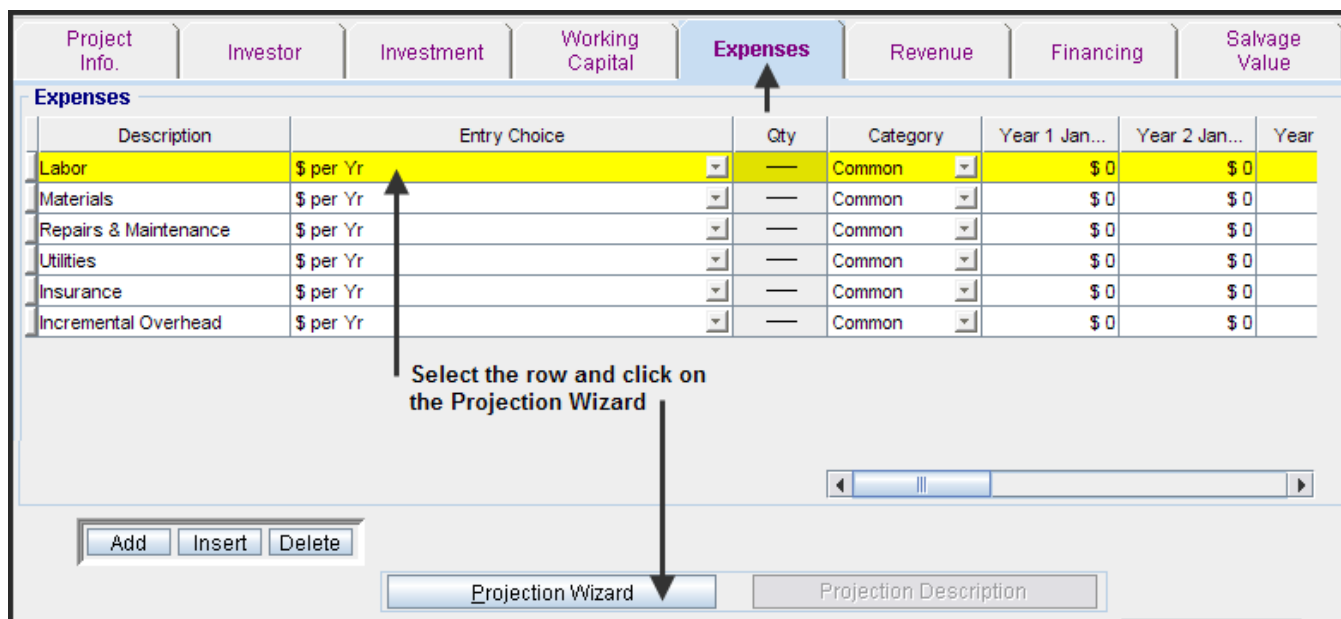 Project Info. Investor Investment Working Capital Expenses Revenue Financing Salvage Value
Expenses
Description Entry Choice Qty Category Year 1 Jan... Year 2 Jan... Year
Labor $ per Yr — Common $ 0 $ 0
Materials $ per Yr — Common $ 0 $ 0
Repairs & Maintenance $ per Yr — Common $ 0 $ 0
Utilities $ per Yr — Common $ 0 $ 0
Insurance $ per Yr — Common $ 0 $ 0
Incremental Overhead $ per Yr — Common $ 0 $ 0
Select the row and click on
the Projection Wizard
Add Insert Delete
Projection Wizard Projection Description